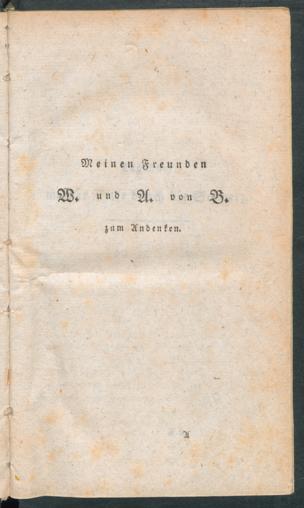 Meinen Freunden
W. und A. von B.
zum Andenken.
A